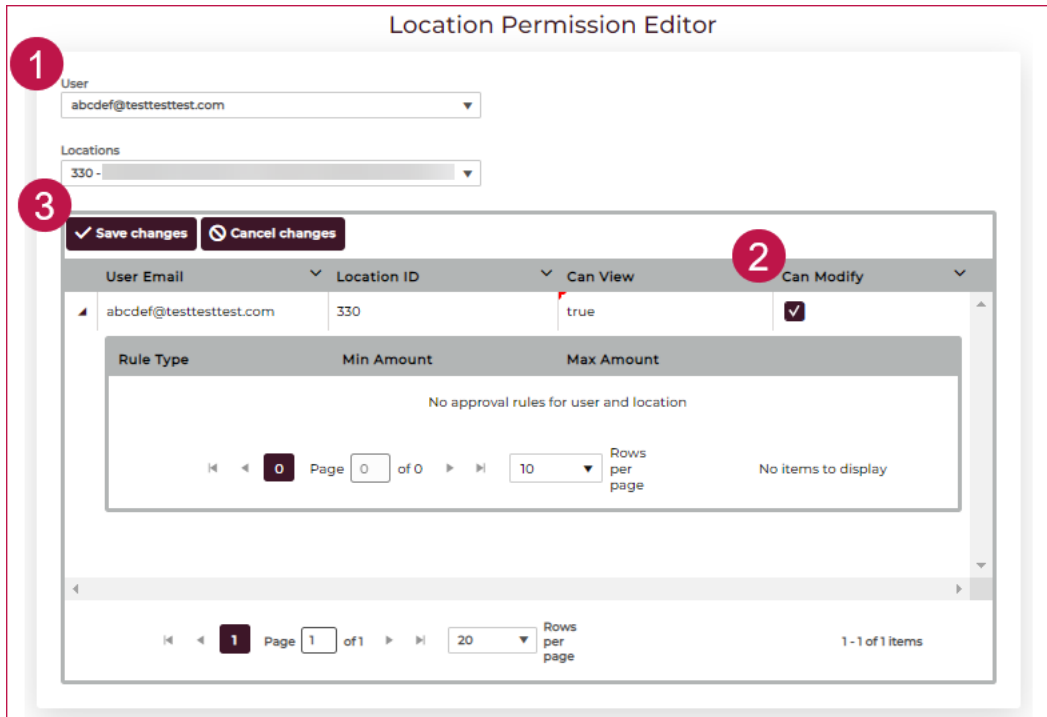 Location Permission Editor
1
User
abcdef@testtesttest.com
Locations
330 -
3
Save changes Cancel changes
2
User Email Location ID Can View Can Modify
abcdef@testtesttest.com 330 true
Rule Type Min Amount Max Amount
No approval rules for user and location
0 Page 0 of 0 10 Rows per page No items to display
1 Page 1 of 1 20 Rows per page 1 - 1 of 1 items